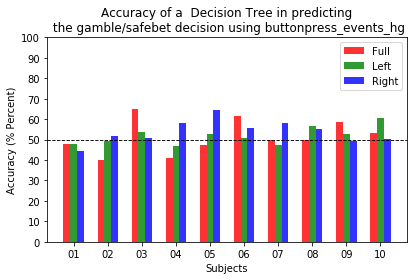 Accuracy of a  Decision Tree in predicting
the gamble/safebet decision using buttonpress_events_hg
Full
Left
Right
Accuracy (% Percent)
100
90
80
70
60
50
40
30
20
10
0
01 02 03 04 05 06 07 08 09 10
Subjects